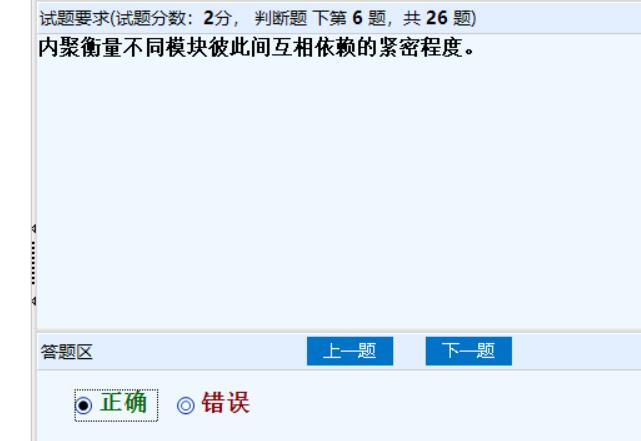 试题要求(试题分数：2分， 判断题 下第 6 题，共 26 题)
内聚衡量不同模块彼此间互相依赖的紧密程度。
答题区 上一题 下一题
正确 错误